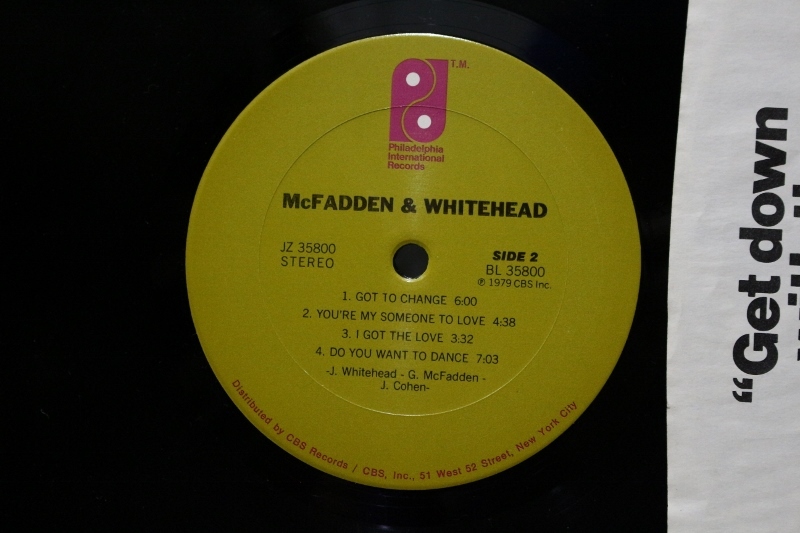 T.M.
Philadelphia
International
Records
McFADDEN & WHITEHEAD
JZ 35800
STEREO
SIDE 2
BL 35800
℗ 1979 CBS Inc.
1. GOT TO CHANGE 6:00
2. YOU'RE MY SOMEONE TO LOVE 4:38
3. I GOT THE LOVE 3:32
4. DO YOU WANT TO DANCE 7:03
-J. Whitehead - G. McFadden -
J. Cohen-
Distributed by CBS Records / CBS, Inc., 51 West 52 Street, New York City
“Get down